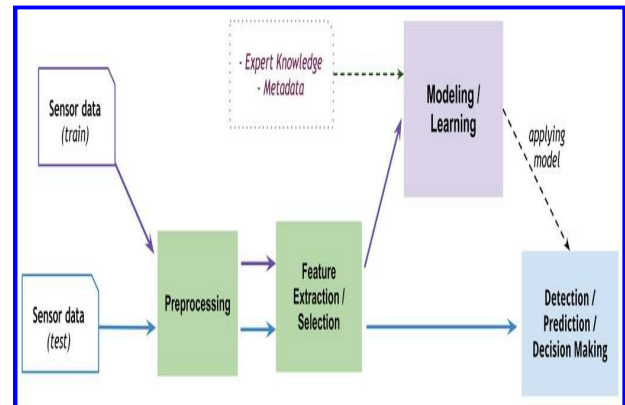 Sensor data
(train)
- Expert Knowledge
- Metadata
Modeling /
Learning
applying
model
Preprocessing
Feature
Extraction /
Selection
Sensor data
(test)
Detection /
Prediction /
Decision Making